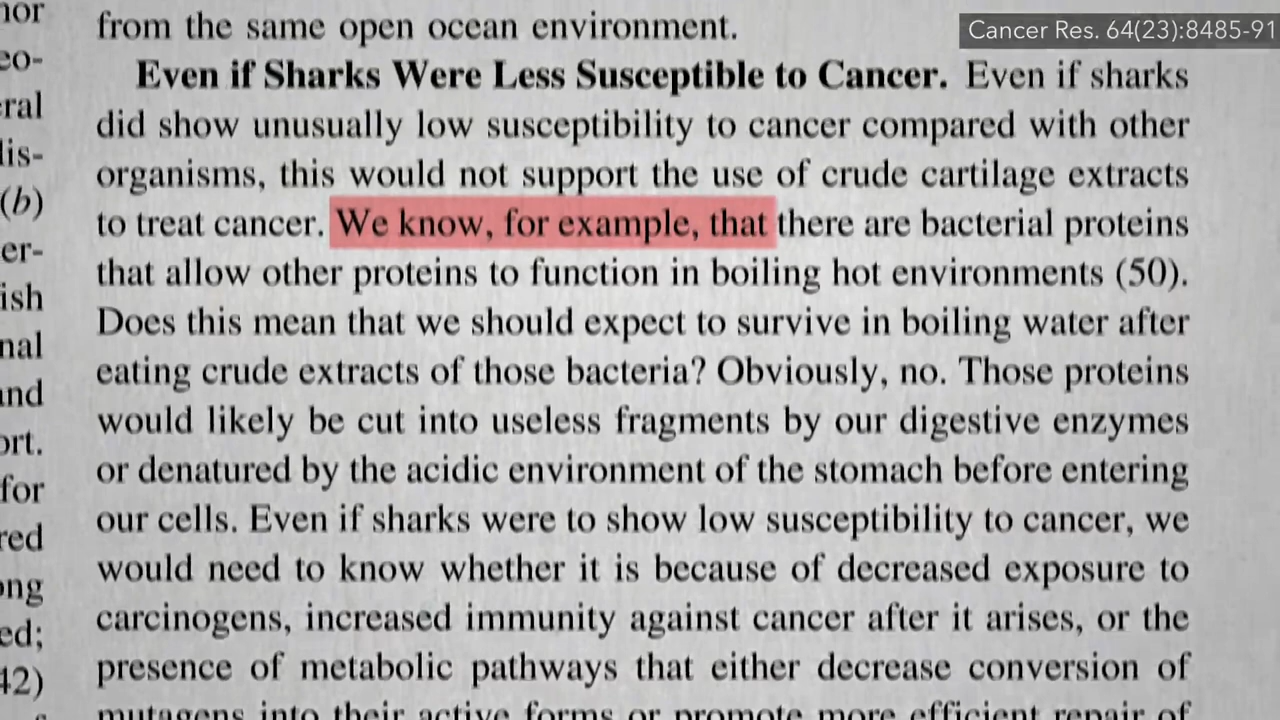 Cancer Res. 64(23):8485-91
from the same open ocean environment.
Even if Sharks Were Less Susceptible to Cancer. Even if sharks
did show unusually low susceptibility to cancer compared with other
organisms, this would not support the use of crude cartilage extracts
to treat cancer. We know, for example, that there are bacterial proteins
that allow other proteins to function in boiling hot environments (50).
Does this mean that we should expect to survive in boiling water after
eating crude extracts of those bacteria? Obviously, no. Those proteins
would likely be cut into useless fragments by our digestive enzymes
or denatured by the acidic environment of the stomach before entering
our cells. Even if sharks were to show low susceptibility to cancer, we
would need to know whether it is because of decreased exposure to
carcinogens, increased immunity against cancer after it arises, or the
presence of metabolic pathways that either decrease conversion of
mutagens into their active forms or promote more efficient repair of